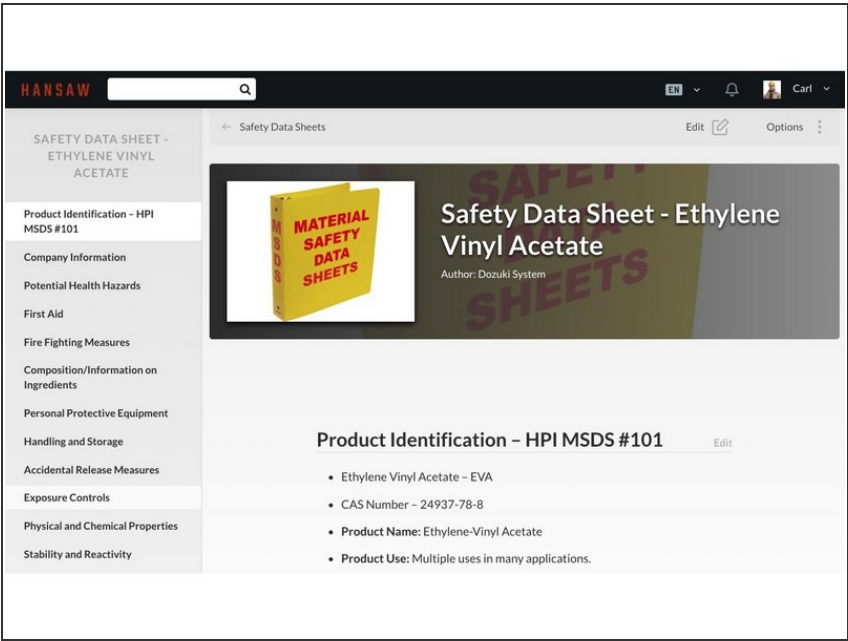 HANSAW
EN
Carl
SAFETY DATA SHEET -
ETHYLENE VINYL
ACETATE
Product Identification – HPI
MSDS #101
Company Information
Potential Health Hazards
First Aid
Fire Fighting Measures
Composition/Information on
Ingredients
Personal Protective Equipment
Handling and Storage
Accidental Release Measures
Exposure Controls
Physical and Chemical Properties
Stability and Reactivity
← Safety Data Sheets
Edit
Options
MSDS
MATERIAL
SAFETY
DATA
SHEETS
SAFETY
DATA
SHEETS
Safety Data Sheet - Ethylene
Vinyl Acetate
Author: Dozuki System
Product Identification – HPI MSDS #101
Edit
• Ethylene Vinyl Acetate – EVA
• CAS Number – 24937-78-8
• Product Name: Ethylene-Vinyl Acetate
• Product Use: Multiple uses in many applications.